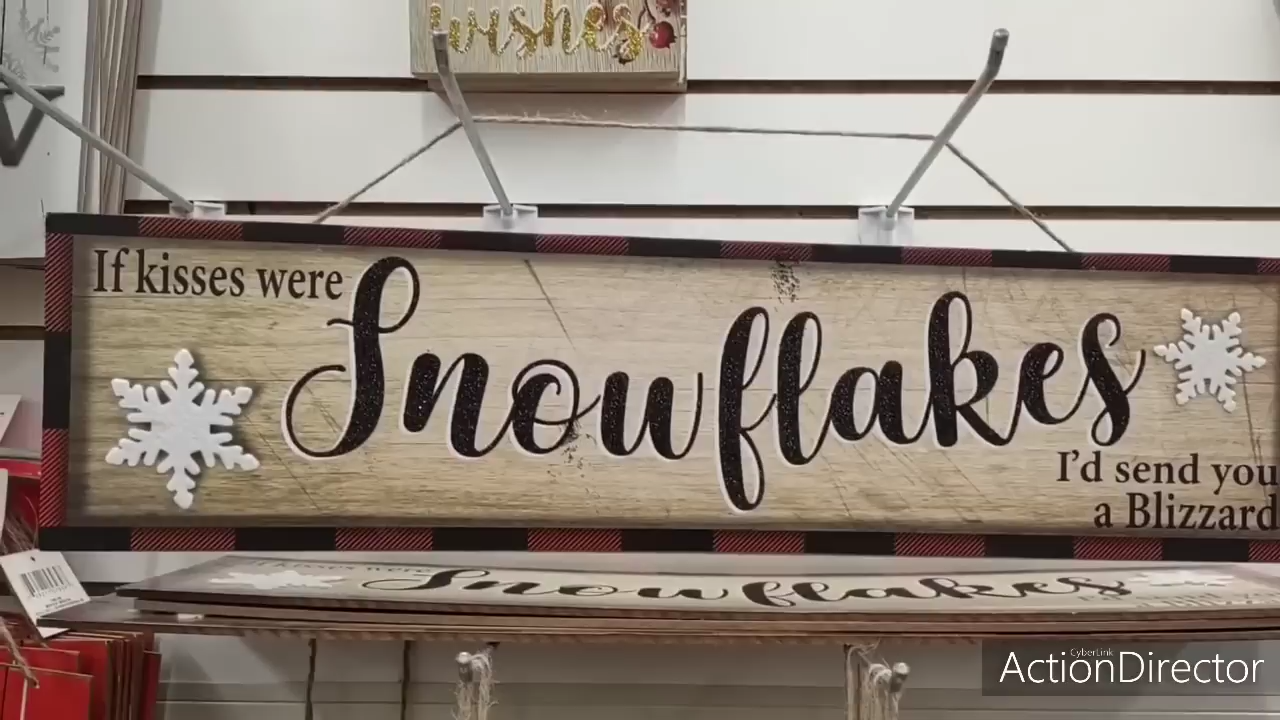 wishes
If kisses were
Snowflakes
I'd send you
a Blizzard
Snowflakes
CyberLink
ActionDirector